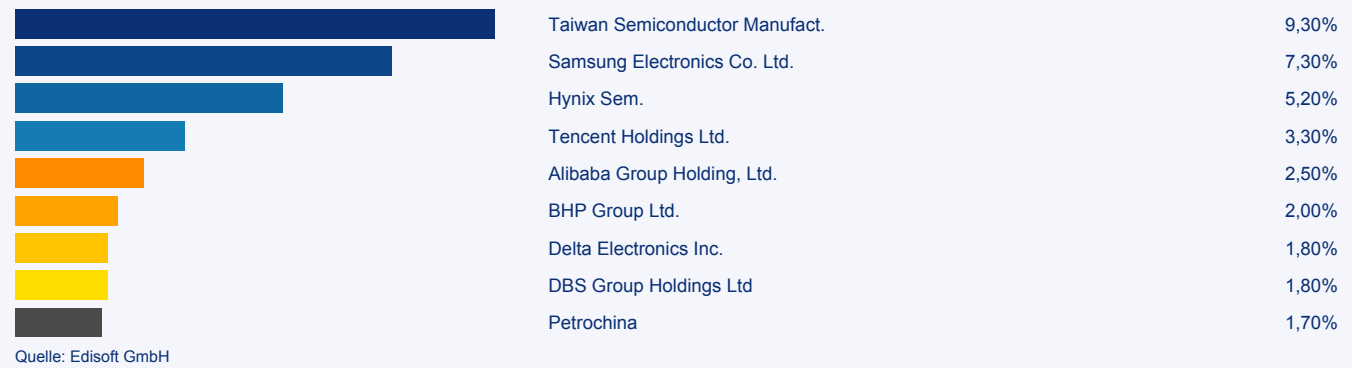 Taiwan Semiconductor Manufact. 9,30%
Samsung Electronics Co. Ltd. 7,30%
Hynix Sem. 5,20%
Tencent Holdings Ltd. 3,30%
Alibaba Group Holding, Ltd. 2,50%
BHP Group Ltd. 2,00%
Delta Electronics Inc. 1,80%
DBS Group Holdings Ltd 1,80%
Petrochina 1,70%
Quelle: Edisoft GmbH